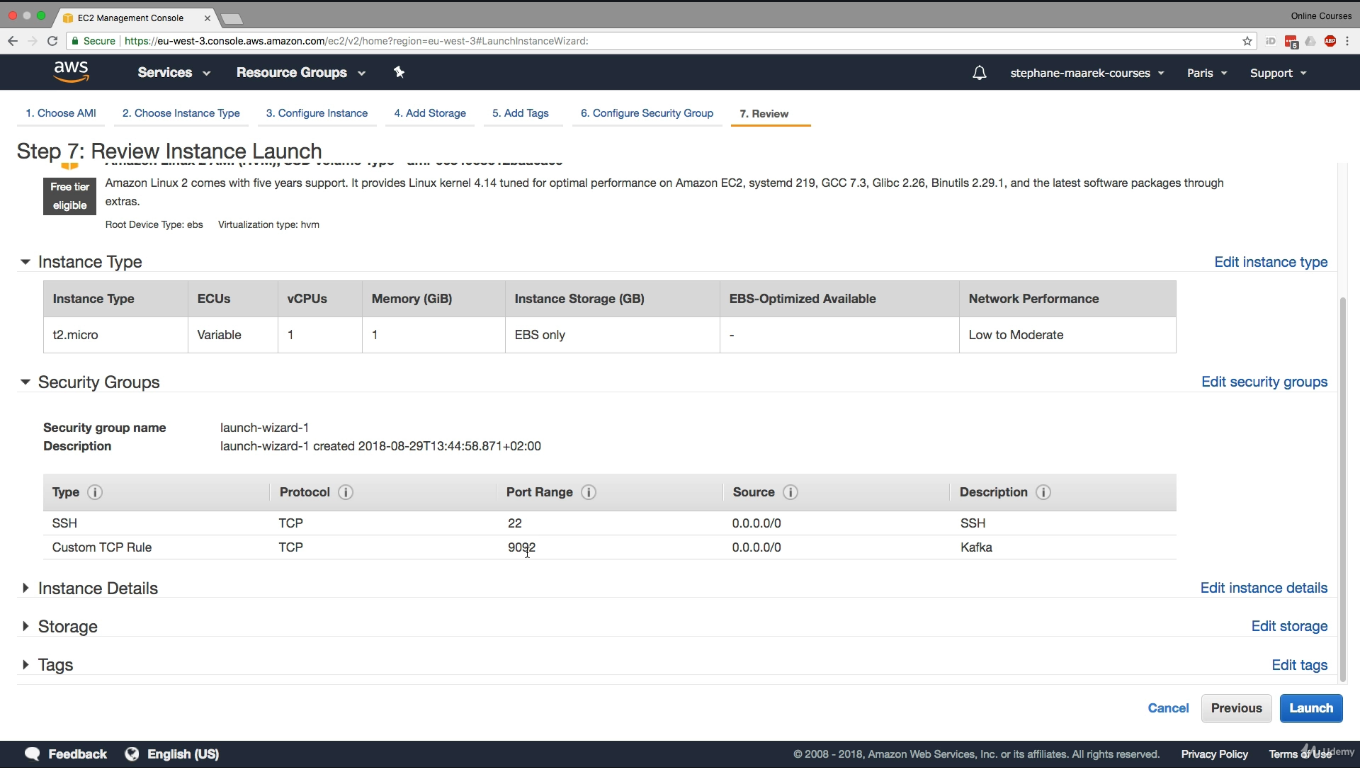 EC2 Management Console
Online Courses
Secure https://eu-west-3.console.aws.amazon.com/ec2/v2/home?region=eu-west-3#LaunchInstanceWizard:
iD 5 ABP
aws Services Resource Groups stephane-maarek-courses Paris Support
1. Choose AMI 2. Choose Instance Type 3. Configure Instance 4. Add Storage 5. Add Tags 6. Configure Security Group 7. Review
Step 7: Review Instance Launch
Free tier eligible
Amazon Linux 2 comes with five years support. It provides Linux kernel 4.14 tuned for optimal performance on Amazon EC2, systemd 219, GCC 7.3, Glibc 2.26, Binutils 2.29.1, and the latest software packages through
extras.
Root Device Type: ebs Virtualization type: hvm
Instance Type Edit instance type
Instance Type ECUs vCPUs Memory (GiB) Instance Storage (GB) EBS-Optimized Available Network Performance
t2.micro Variable 1 1 EBS only - Low to Moderate
Security Groups Edit security groups
Security group name launch-wizard-1
Description launch-wizard-1 created 2018-08-29T13:44:58.871+02:00
Type Protocol Port Range Source Description
SSH TCP 22 0.0.0.0/0 SSH
Custom TCP Rule TCP 9092 0.0.0.0/0 Kafka
Instance Details Edit instance details
Storage Edit storage
Tags Edit tags
Cancel Previous Launch
Feedback English (US) © 2008 - 2018, Amazon Web Services, Inc. or its affiliates. All rights reserved. Privacy Policy Terms of Use
Udemy